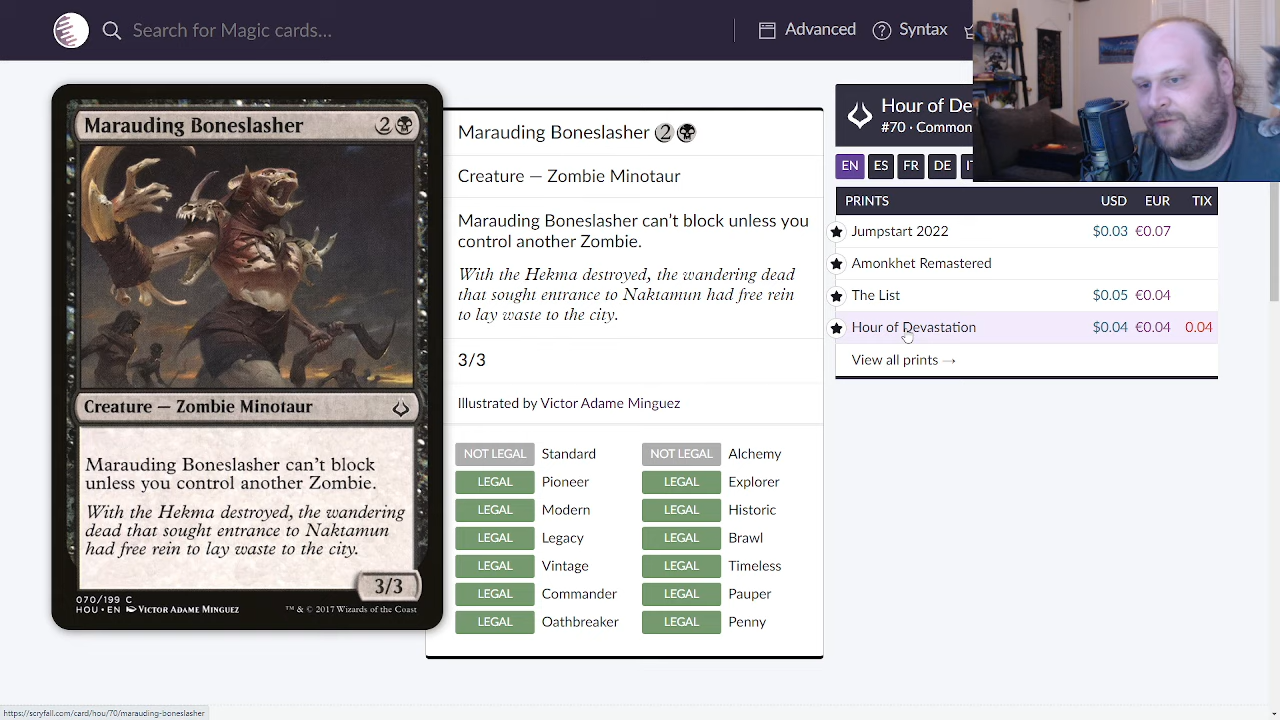 Search for Magic cards…
Advanced
Syntax
Marauding Boneslasher 2
Creature — Zombie Minotaur
Marauding Boneslasher can't block
unless you control another Zombie.
With the Hekma destroyed, the wandering
dead that sought entrance to Naktamun
had free rein to lay waste to the city.
3/3
070/199 C
HOU • EN Victor Adame Minguez
™ & © 2017 Wizards of the Coast
Marauding Boneslasher 2
Creature — Zombie Minotaur
Marauding Boneslasher can't block unless you
control another Zombie.
With the Hekma destroyed, the wandering dead
that sought entrance to Naktamun had free rein
to lay waste to the city.
3/3
Illustrated by Victor Adame Minguez
NOT LEGAL Standard NOT LEGAL Alchemy
LEGAL Pioneer LEGAL Explorer
LEGAL Modern LEGAL Historic
LEGAL Legacy LEGAL Brawl
LEGAL Vintage LEGAL Timeless
LEGAL Commander LEGAL Pauper
LEGAL Oathbreaker LEGAL Penny
Hour of De
#70 · Common
EN ES FR DE
PRINTS USD EUR TIX
Jumpstart 2022 $0.03 €0.07
Amonkhet Remastered
The List $0.05 €0.04
Hour of Devastation $0.04 €0.04 0.04
View all prints →
https://scryfall.com/card/hou/70/marauding-boneslasher